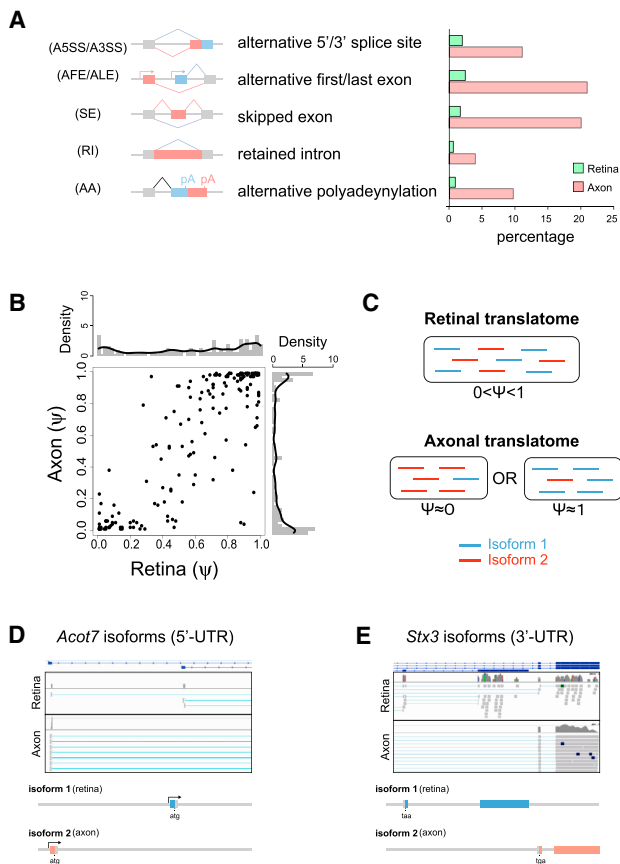 A
(A5SS/A3SS) alternative 5'/3' splice site
(AFE/ALE) alternative first/last exon
(SE) skipped exon
(RI) retained intron
pA pA
(AA) alternative polyadeynylation
Retina
Axon
0 5 10 15 20 25
percentage
B
Density
0 5 10
Density
0 10
Axon (ψ)
0.0 0.2 0.4 0.6 0.8 1.0
0.0 0.2 0.4 0.6 0.8 1.0
Retina (ψ)
C
Retinal translatome
0<Ψ<1
Axonal translatome
OR
Ψ≈0 Ψ≈1
Isoform 1
Isoform 2
D
Acot7 isoforms (5'-UTR)
Retina
Axon
isoform 1 (retina)
atg
isoform 2 (axon)
atg
E
Stx3 isoforms (3'-UTR)
Retina
Axon
isoform 1 (retina)
taa
isoform 2 (axon)
tga